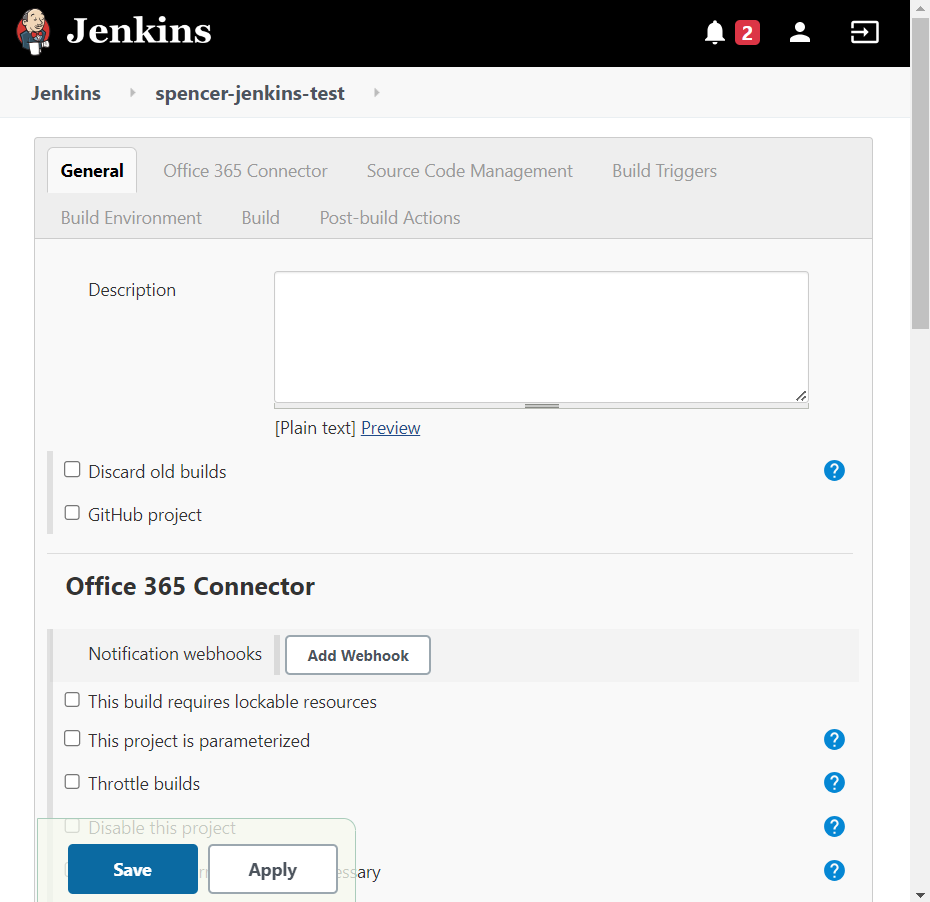 Jenkins
2
Jenkins spencer-jenkins-test
General Office 365 Connector Source Code Management Build Triggers
Build Environment Build Post-build Actions
Description
[Plain text] Preview
Discard old builds ?
GitHub project
Office 365 Connector
Notification webhooks Add Webhook
This build requires lockable resources
This project is parameterized ?
Throttle builds ?
Disable this project ?
Save Apply essary ?